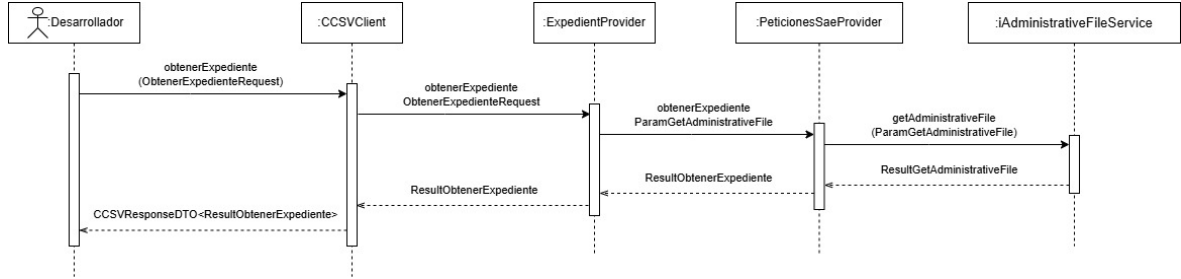 :Desarrollador
:CCSVClient
:ExpedientProvider
:PeticionesSaeProvider
:iAdministrativeFileService
obtenerExpediente
(ObtenerExpedienteRequest)
obtenerExpediente
ObtenerExpedienteRequest
obtenerExpediente
ParamGetAdministrativeFile
getAdministrativeFile
(ParamGetAdministrativeFile)
ResultGetAdministrativeFile
ResultObtenerExpediente
ResultObtenerExpediente
CCSVResponseDTO<ResultObtenerExpediente>